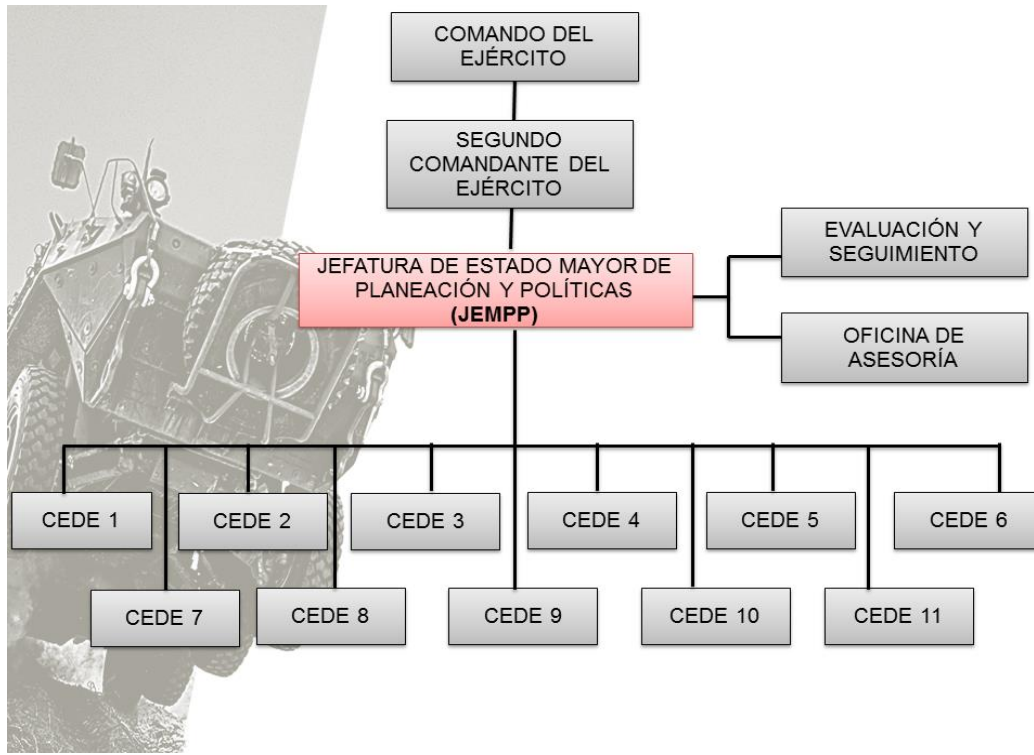 COMANDO DEL
EJÉRCITO
SEGUNDO
COMANDANTE DEL
EJÉRCITO
EVALUACIÓN Y
SEGUIMIENTO
JEFATURA DE ESTADO MAYOR DE
PLANEACIÓN Y POLÍTICAS
(JEMPP)
OFICINA DE
ASESORÍA
CEDE 1
CEDE 2
CEDE 3
CEDE 4
CEDE 5
CEDE 6
CEDE 7
CEDE 8
CEDE 9
CEDE 10
CEDE 11